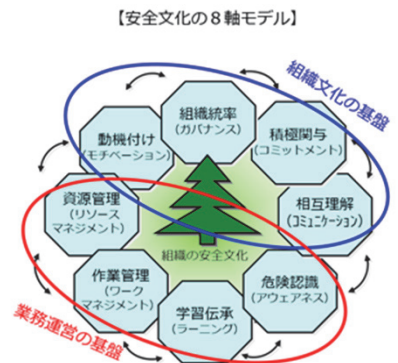 【安全文化の８軸モデル】
組織文化の基盤
組織統率
(ガバナンス)
動機付け
(モチベーション)
積極関与
(コミットメント)
資源管理
(リソース
マネジメント)
相互理解
(コミュニケーション)
組織の安全文化
作業管理
(ワーク
マネジメント)
危険認識
(アウェアネス)
学習伝承
(ラーニング)
業務運営の基盤